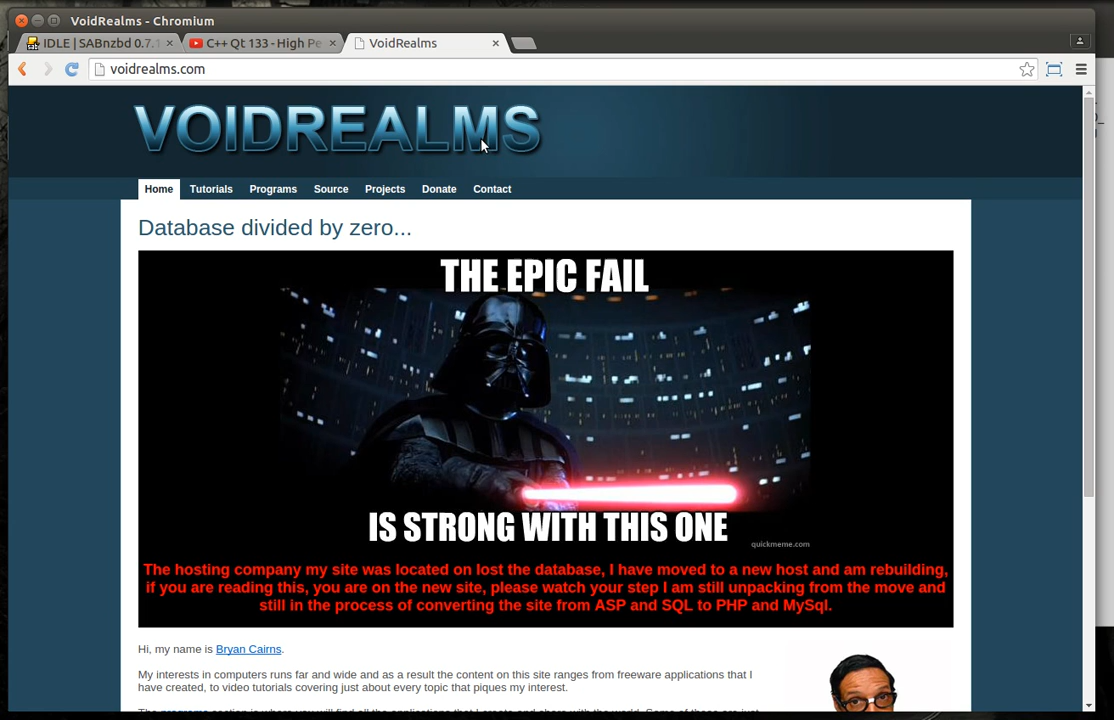 VoidRealms - Chromium
IDLE | SABnzbd 0.7.1
C++ Qt 133 - High Pe
VoidRealms
voidrealms.com
VOIDREALMS
Home Tutorials Programs Source Projects Donate Contact
Database divided by zero...
THE EPIC FAIL
IS STRONG WITH THIS ONE
quickmeme.com
The hosting company my site was located on lost the database, I have moved to a new host and am rebuilding,
if you are reading this, you are on the new site, please watch your step I am still unpacking from the move and
still in the process of converting the site from ASP and SQL to PHP and MySql.
Hi, my name is Bryan Cairns.
My interests in computers runs far and wide and as a result the content on this site ranges from freeware applications that I
have created, to video tutorials covering just about every topic that piques my interest.